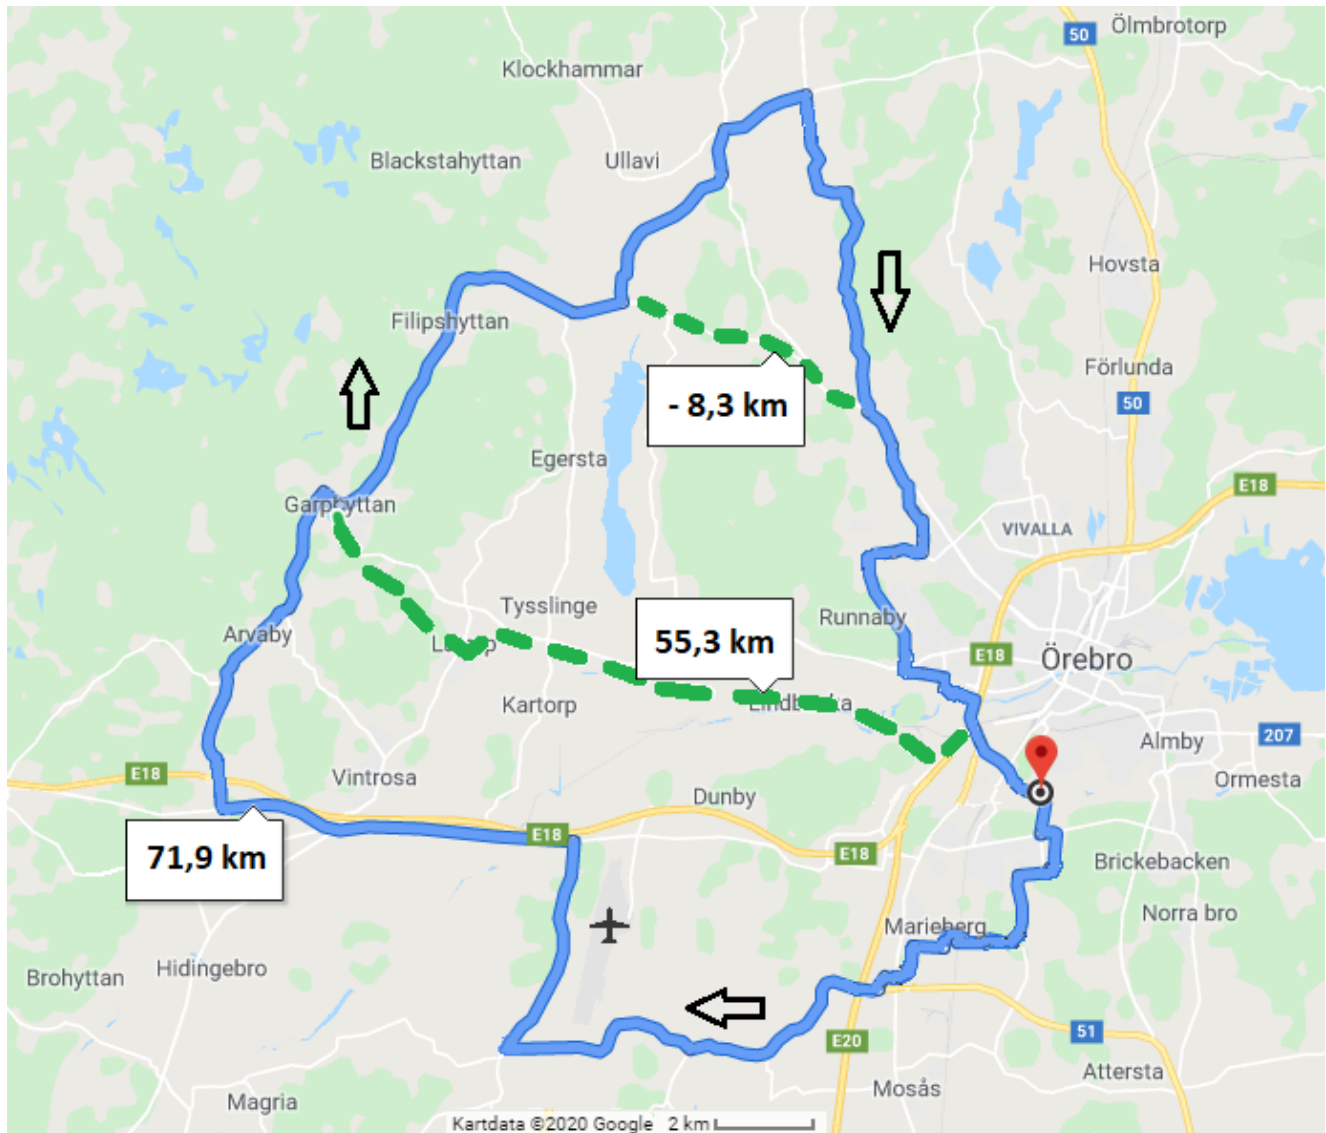 50
Ölmbrotorp
Klockhammar
Blackstahyttan
Ullavi
Hovsta
Filipshyttan
Förlunda
- 8,3 km
50
Egersta
E18
Garphyttan
VIVALLA
Tysslinge
Runnaby
Arvaby
55,3 km
E18
Örebro
Kartorp
207
Almby
E18
Vintrosa
Ormesta
Dunby
E18
E18
71,9 km
Brickebacken
Norra bro
Marieberg
Hidingebro
Brohyttan
E20
51
Attersta
Mosås
Magria
Kartdata ©2020 Google 2 km